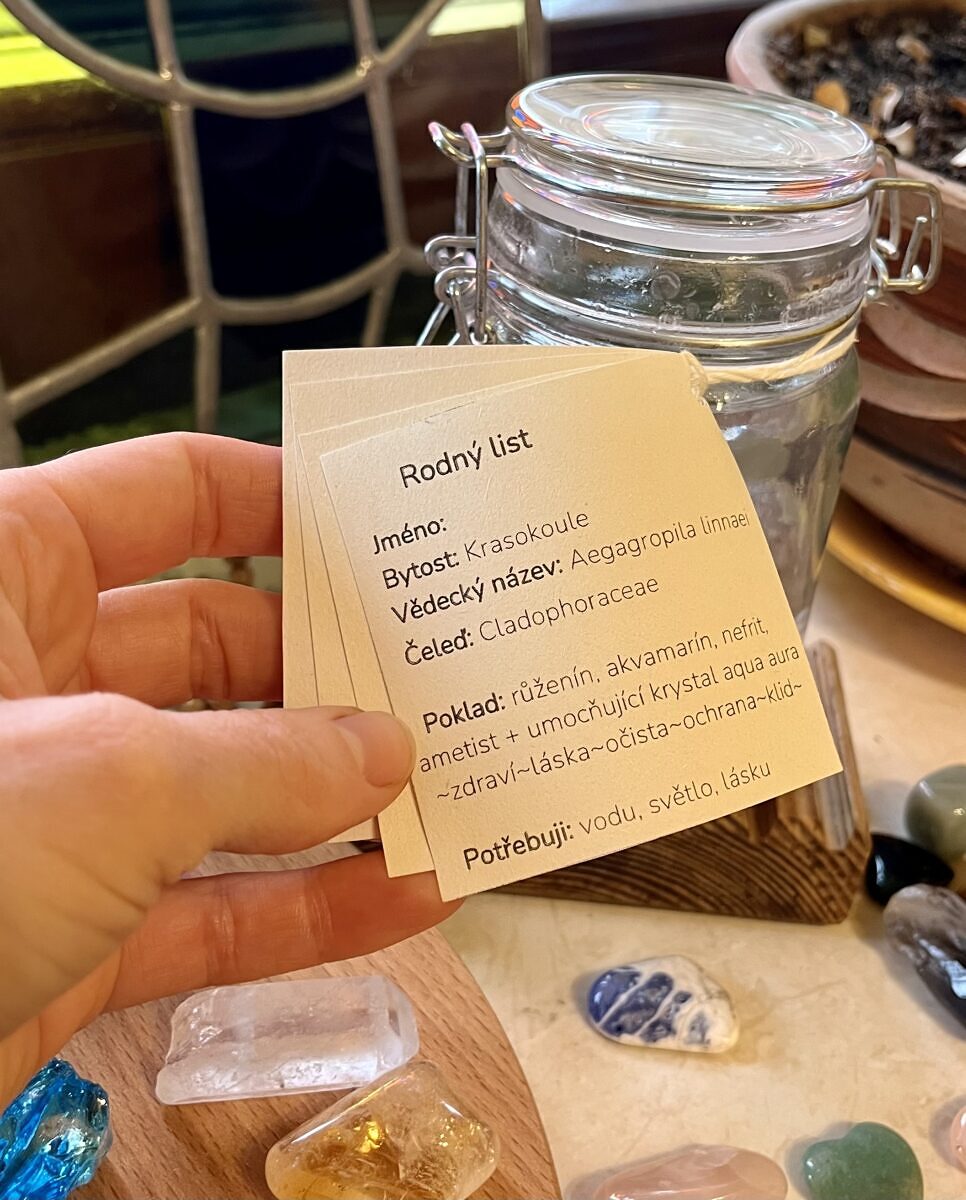 Rodný list
Jméno:
Bytost: Krasokoule
Vědecký název: Aegagropila linnaei
Čeleď: Cladophoraceae
Poklad: růženín, akvamarín, nefrit,
ametist + umocňující krystal aqua aura
~zdraví~láska~očista~ochrana~klid~
Potřebuji: vodu, světlo, lásku